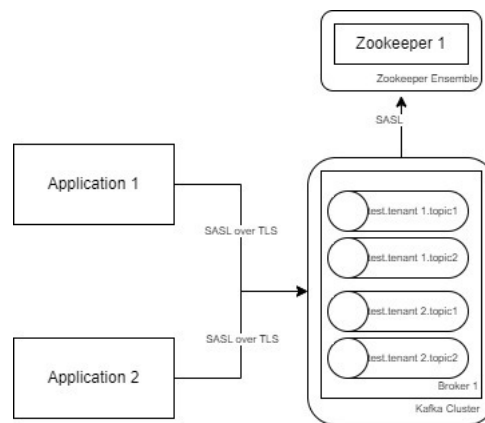 Zookeeper 1
Zookeeper Ensemble
SASL
Application 1
SASL over TLS
test.tenant 1.topic1
test.tenant 1.topic2
test.tenant 2.topic1
SASL over TLS
test.tenant 2.topic2
Application 2
Broker 1
Kafka Cluster